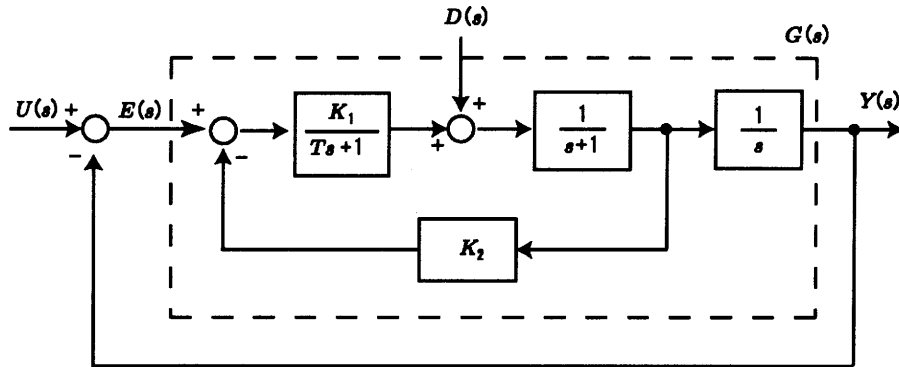 D(s)
G(s)
U(s) + E(s) + K₁ + 1 1 Y(s)
Ts+1 + s+1 s
− −
K₂